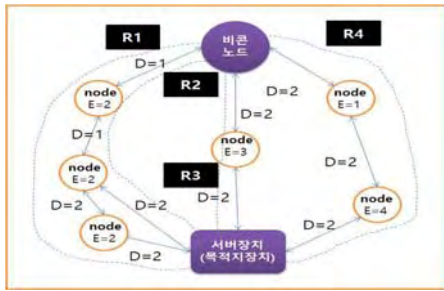 R1
비콘
노드
R4
D=1
R2
D=2
node
E=2
D=2
node
E=1
D=1
node
E=3
node
E=2
R3
D=2
D=2
D=2
D=2
node
E=2
node
E=4
D=2
서버장치
(목적지장치)
D=2